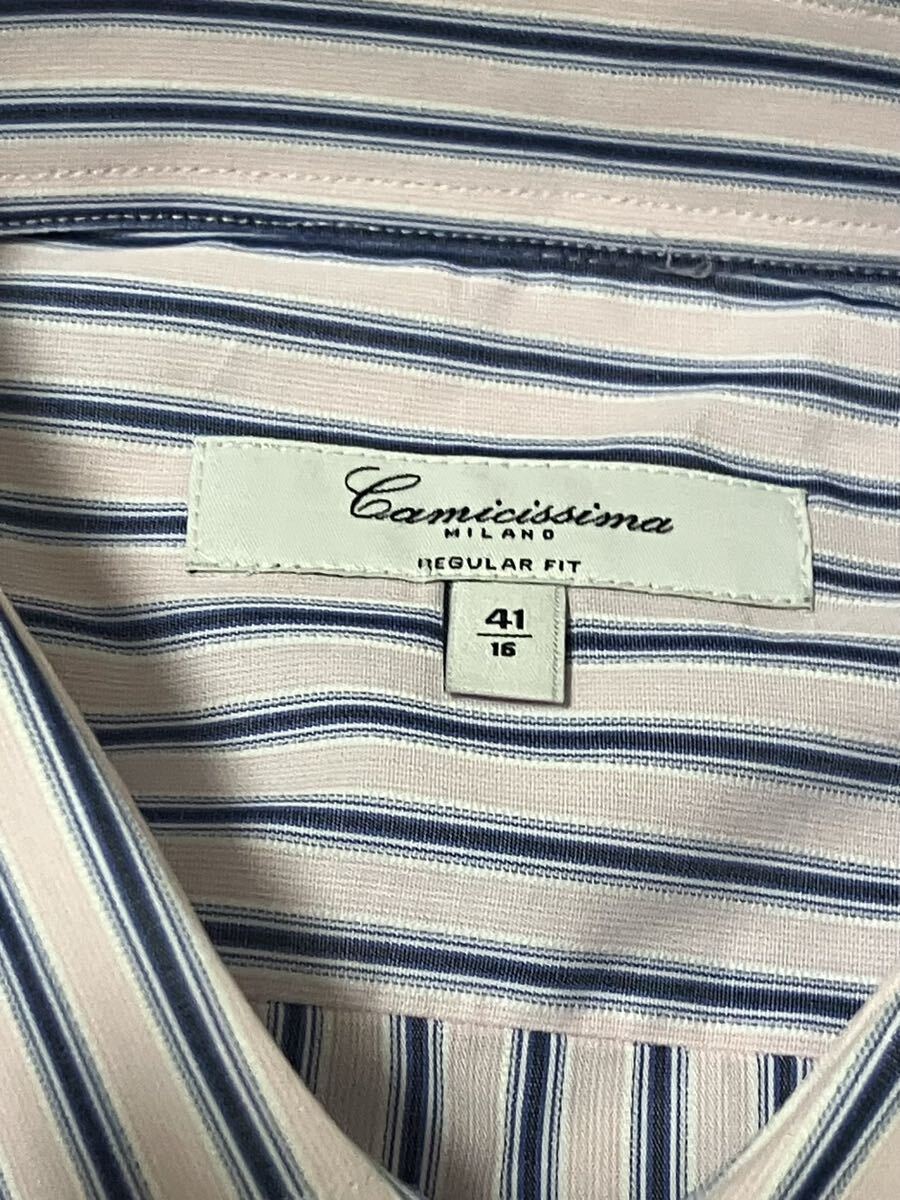 Camicissima
MILANO
REGULAR FIT
41
16